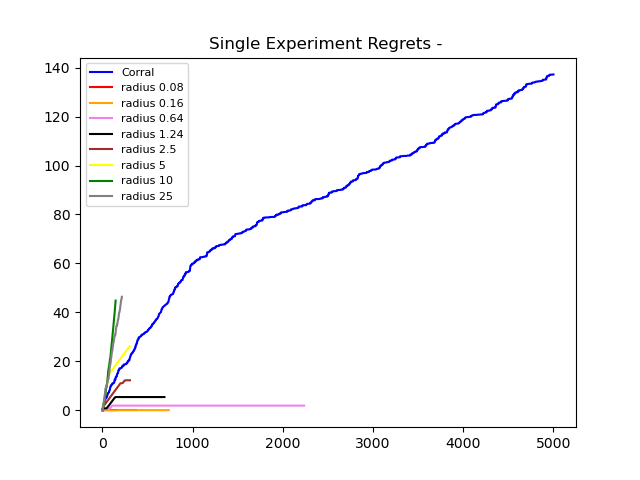 Single Experiment Regrets -
140
120
100
80
60
40
20
0
Corral
radius 0.08
radius 0.16
radius 0.64
radius 1.24
radius 2.5
radius 5
radius 10
radius 25
0 1000 2000 3000 4000 5000